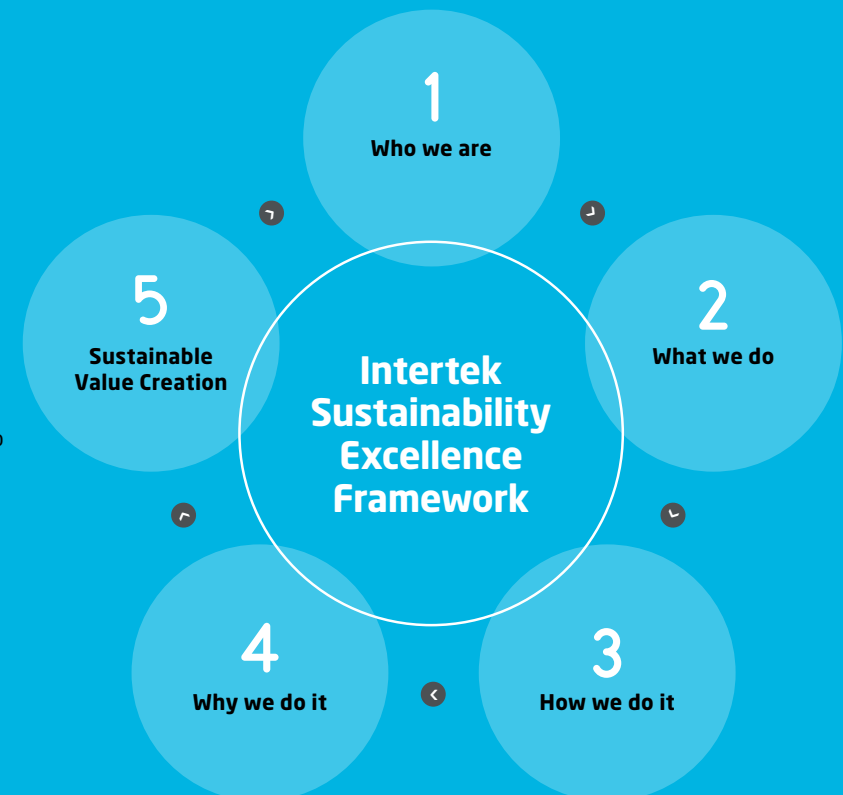 1
Who we are
2
What we do
3
How we do it
4
Why we do it
5
Sustainable
Value Creation
Intertek
Sustainability
Excellence
Framework